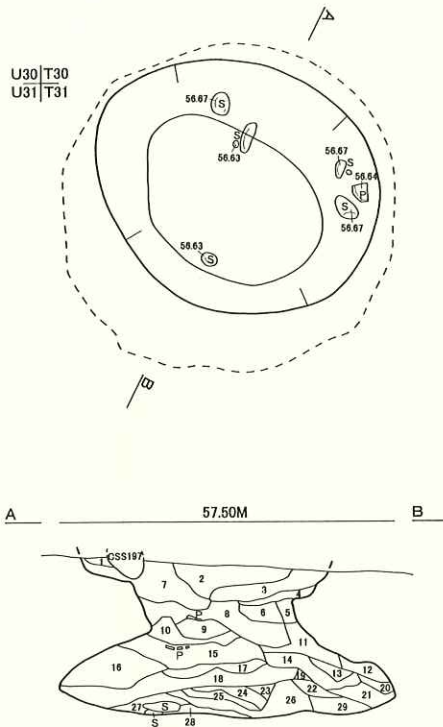 A
U30 T30
U31 T31
56.67 S
S
56.63
56.67 S
56.64
P
S
56.67
56.63 S
B
A 57.50M B
1 CSS197
7 2 3 4
P 8 6 5
10 9 11
P 15 14 13 12
16 17 19 20
18 23 22 21
25 24 26 29
27 S
S 28